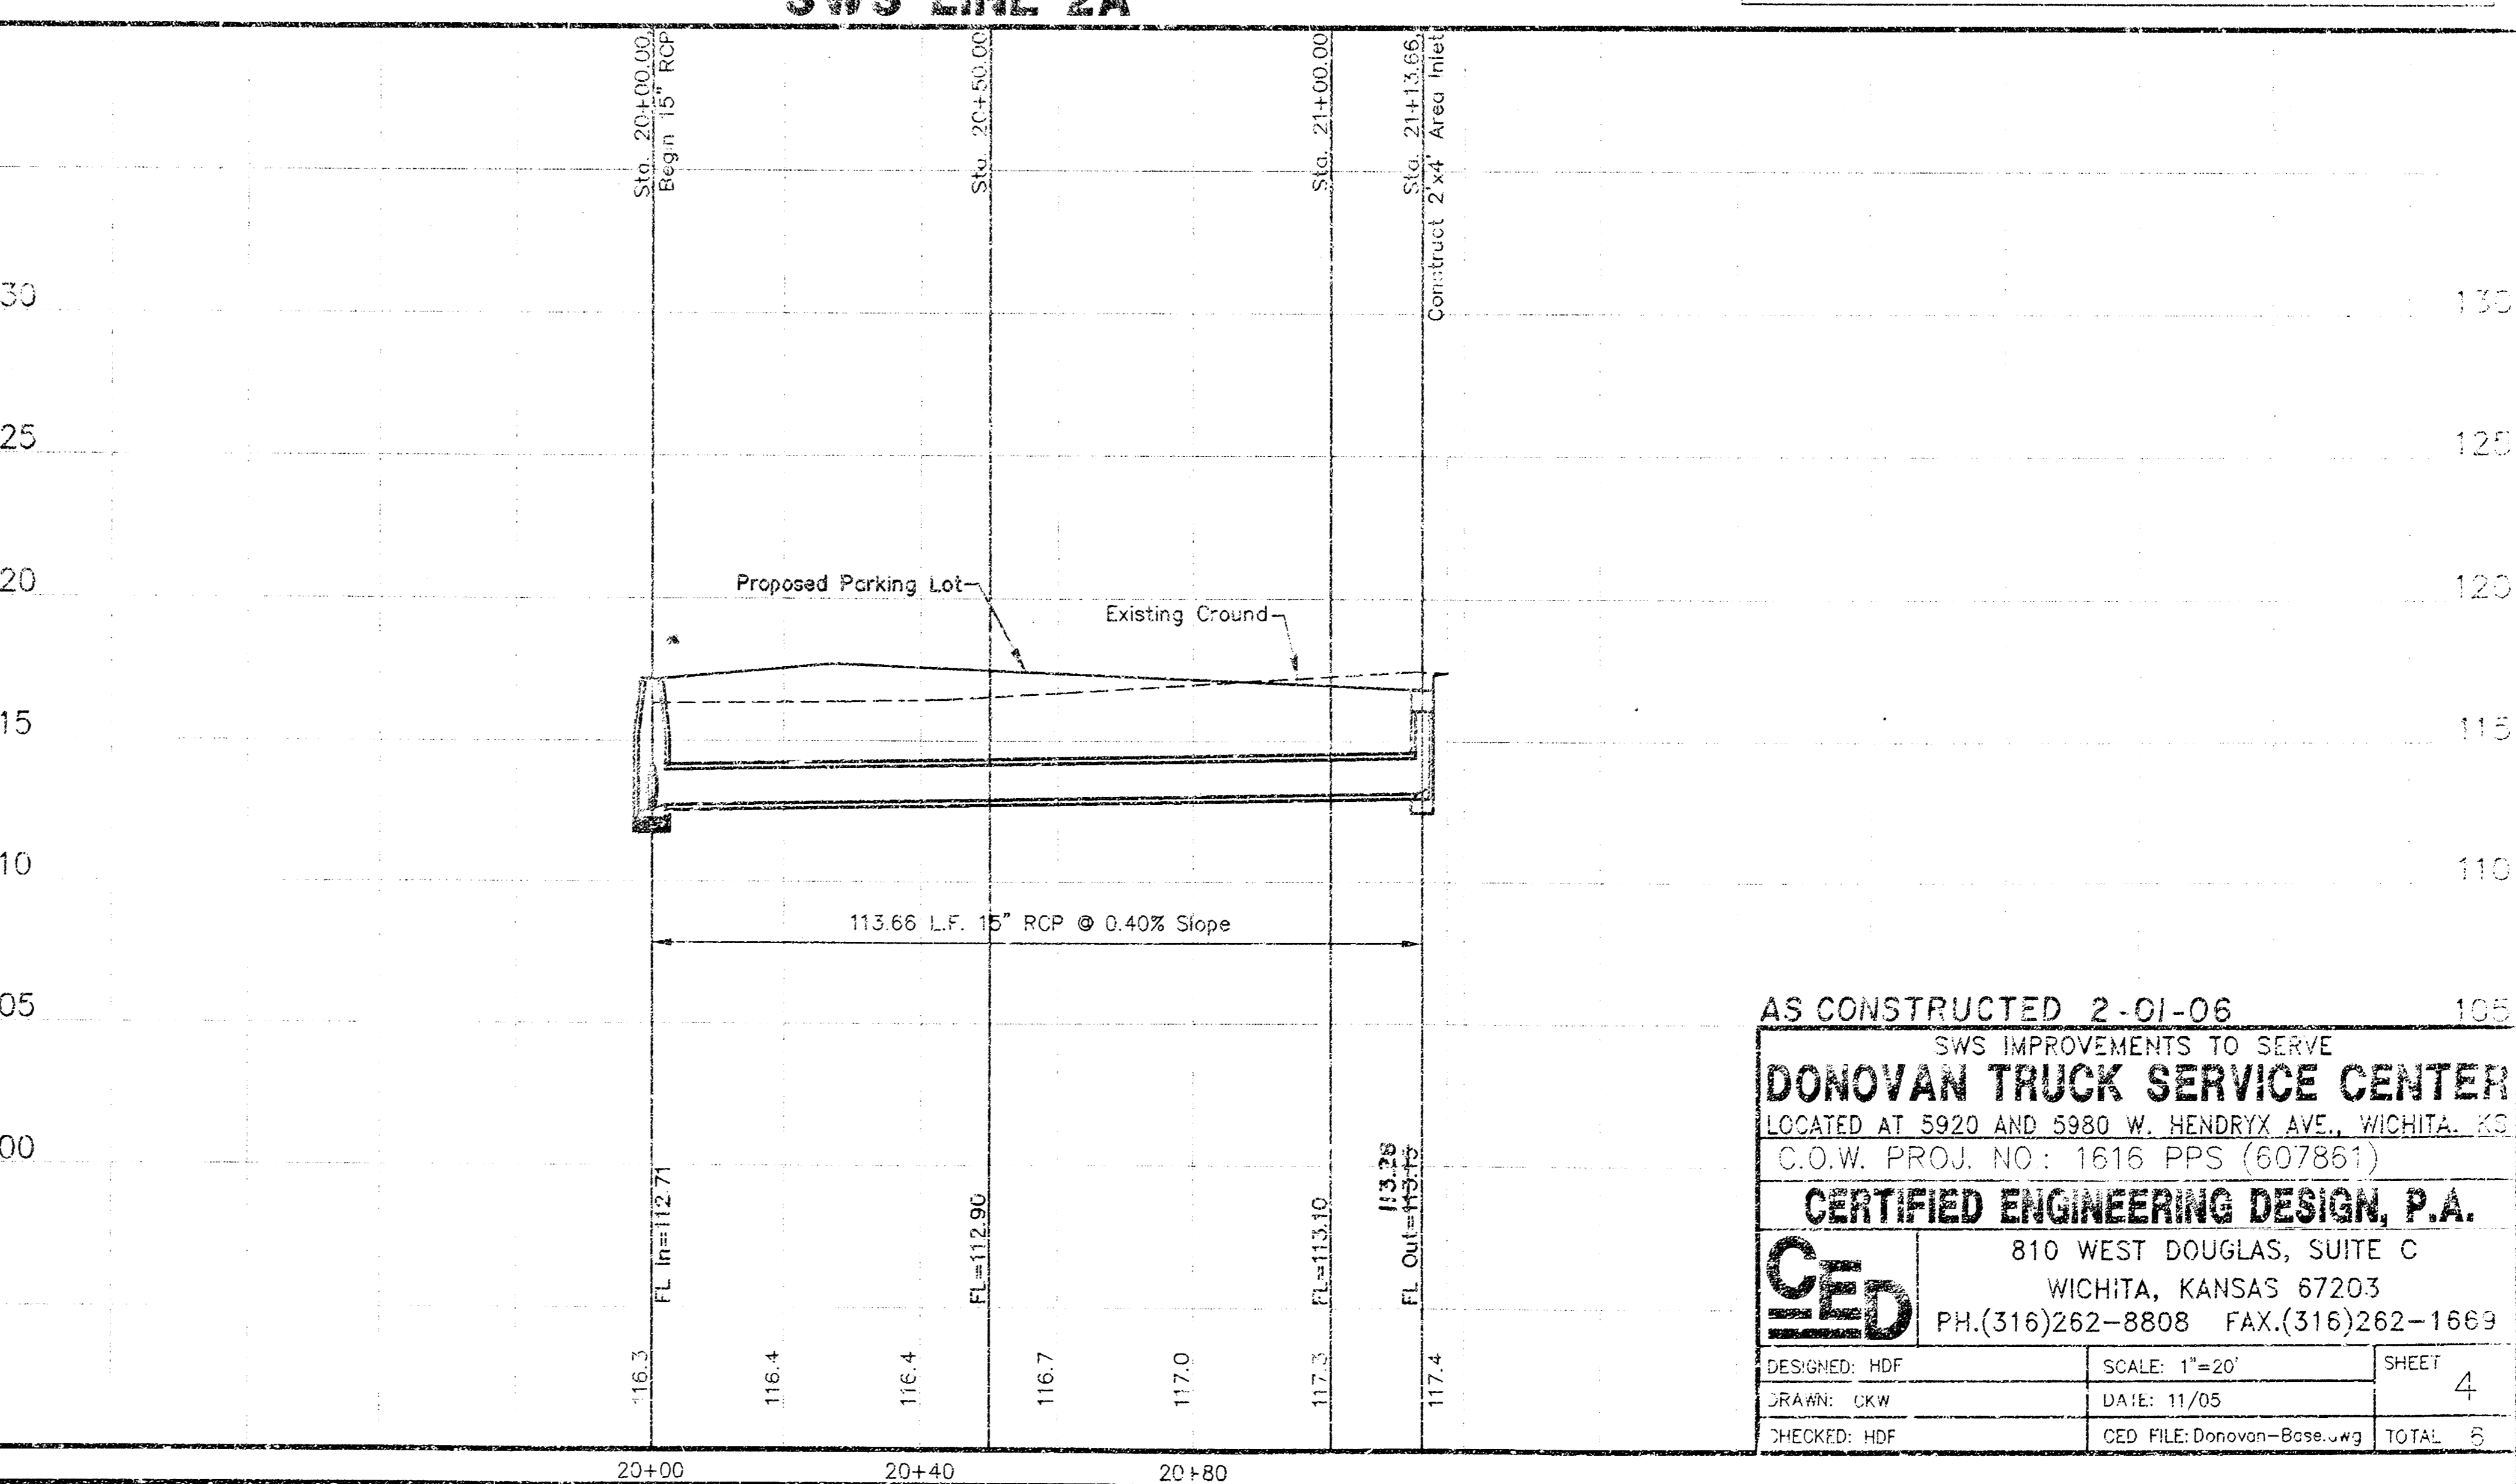 SWS LINE 2A
Sta. 20+00.00,
Begin 15" RCP
Sta. 20+50.00
Sta. 21+00.00
Sta. 21+13.66,
Construct 2'x4' Area Inlet
30
130
25
125
20
120
Proposed Parking Lot
Existing Ground
15
115
10
110
113.66 L.F. 15" RCP @ 0.40% Slope
05
105
00
FL In=112.71
FL=112.90
FL=113.10
113.28
FL Out=113.15
116.3
116.4
116.4
116.7
117.0
117.3
117.4
20+00
20+40
20+80
AS CONSTRUCTED 2-01-06
SWS IMPROVEMENTS TO SERVE
DONOVAN TRUCK SERVICE CENTER
LOCATED AT 5920 AND 5980 W. HENDRYX AVE., WICHITA, KS
C.O.W. PROJ. NO.: 1616 PPS (607861)
CERTIFIED ENGINEERING DESIGN, P.A.
CED
810 WEST DOUGLAS, SUITE C
WICHITA, KANSAS 67203
PH.(316)262-8808 FAX.(316)262-1669
DESIGNED: HDF
SCALE: 1"=20'
SHEET 4
DRAWN: CKW
DATE: 11/05
CHECKED: HDF
CED FILE: Donovan-Base.dwg
TOTAL